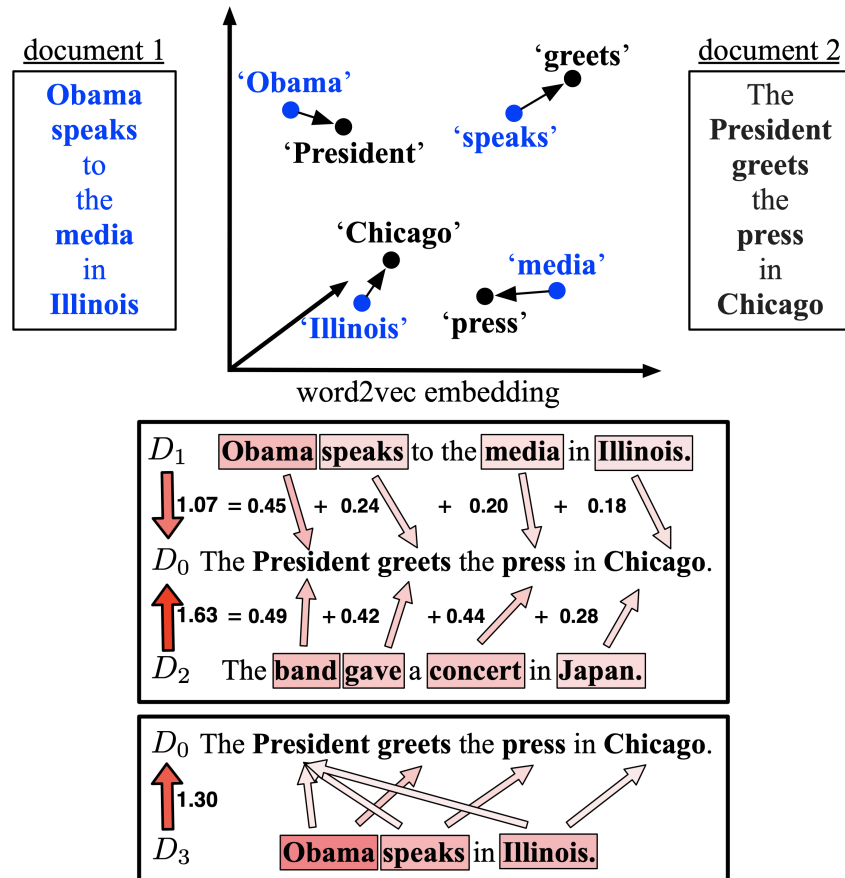 document 1
Obama
speaks
to
the
media
in
Illinois
‘Obama’
‘President’
‘greets’
‘speaks’
‘Chicago’
‘Illinois’
‘media’
‘press’
word2vec embedding
document 2
The
President
greets
the
press
in
Chicago
D1 Obama speaks to the media in Illinois.
1.07 = 0.45 + 0.24 + 0.20 + 0.18
D0 The President greets the press in Chicago.
1.63 = 0.49 + 0.42 + 0.44 + 0.28
D2 The band gave a concert in Japan.
D0 The President greets the press in Chicago.
1.30
D3 Obama speaks in Illinois.